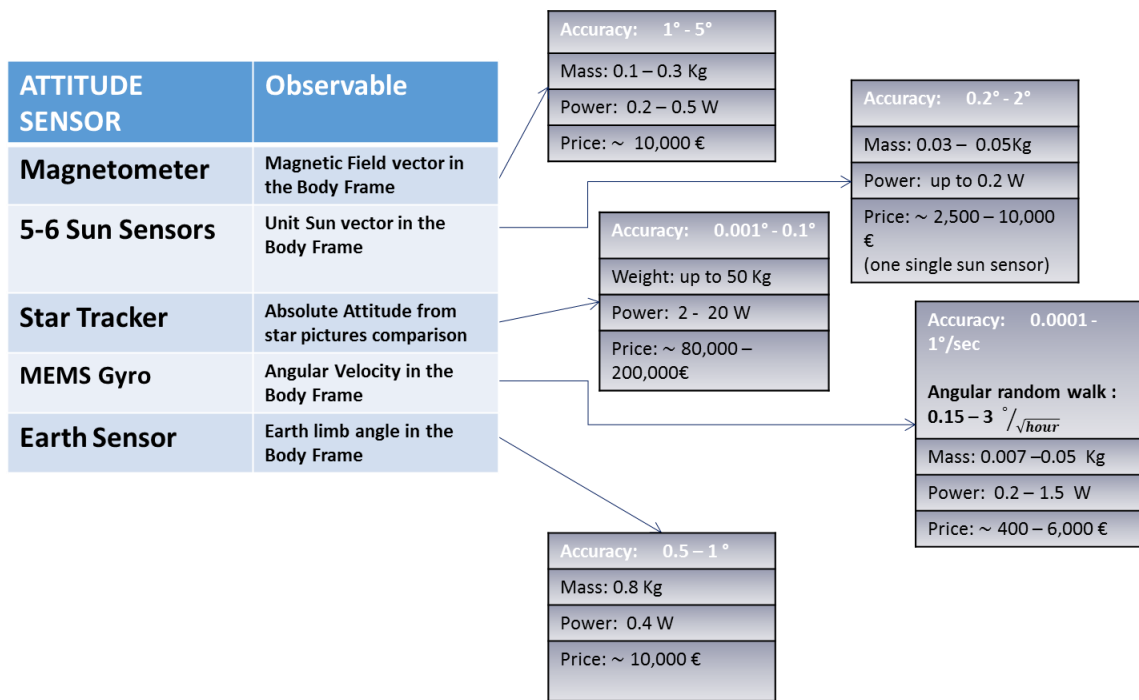 ATTITUDE
SENSOR
Observable
Magnetometer
Magnetic Field vector in
the Body Frame
5-6 Sun Sensors
Unit Sun vector in the
Body Frame
Star Tracker
Absolute Attitude from
star pictures comparison
MEMS Gyro
Angular Velocity in the
Body Frame
Earth Sensor
Earth limb angle in the
Body Frame
Accuracy: 1° - 5°
Mass: 0.1 – 0.3 Kg
Power: 0.2 – 0.5 W
Price: ~ 10,000 €
Accuracy: 0.2° - 2°
Mass: 0.03 – 0.05Kg
Power: up to 0.2 W
Price: ~ 2,500 – 10,000
€
(one single sun sensor)
Accuracy: 0.001° - 0.1°
Weight: up to 50 Kg
Power: 2 - 20 W
Price: ~ 80,000 –
200,000€
Accuracy: 0.0001 -
1°/sec
Angular random walk :
0.15 – 3 °/√hour
Mass: 0.007 –0.05 Kg
Power: 0.2 – 1.5 W
Price: ~ 400 – 6,000 €
Accuracy: 0.5 – 1 °
Mass: 0.8 Kg
Power: 0.4 W
Price: ~ 10,000 €